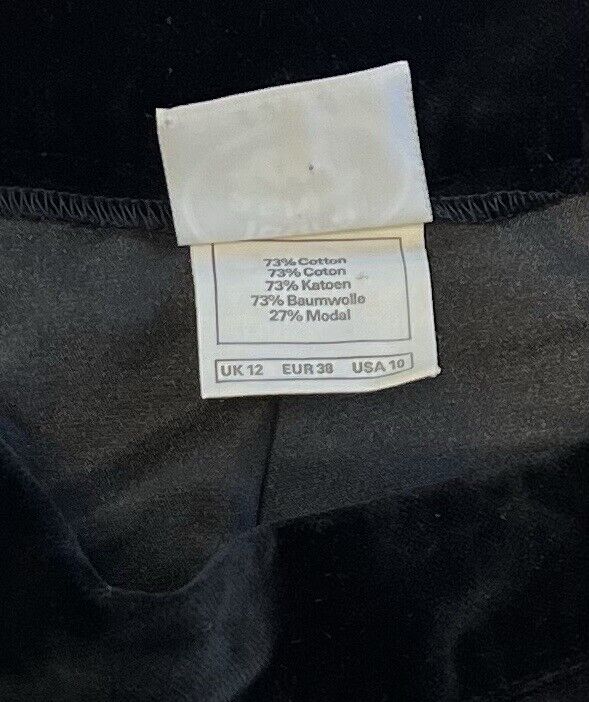 73% Cotton
73% Coton
73% Katoen
73% Baumwolle
27% Modal
UK 12 EUR 38 USA 10